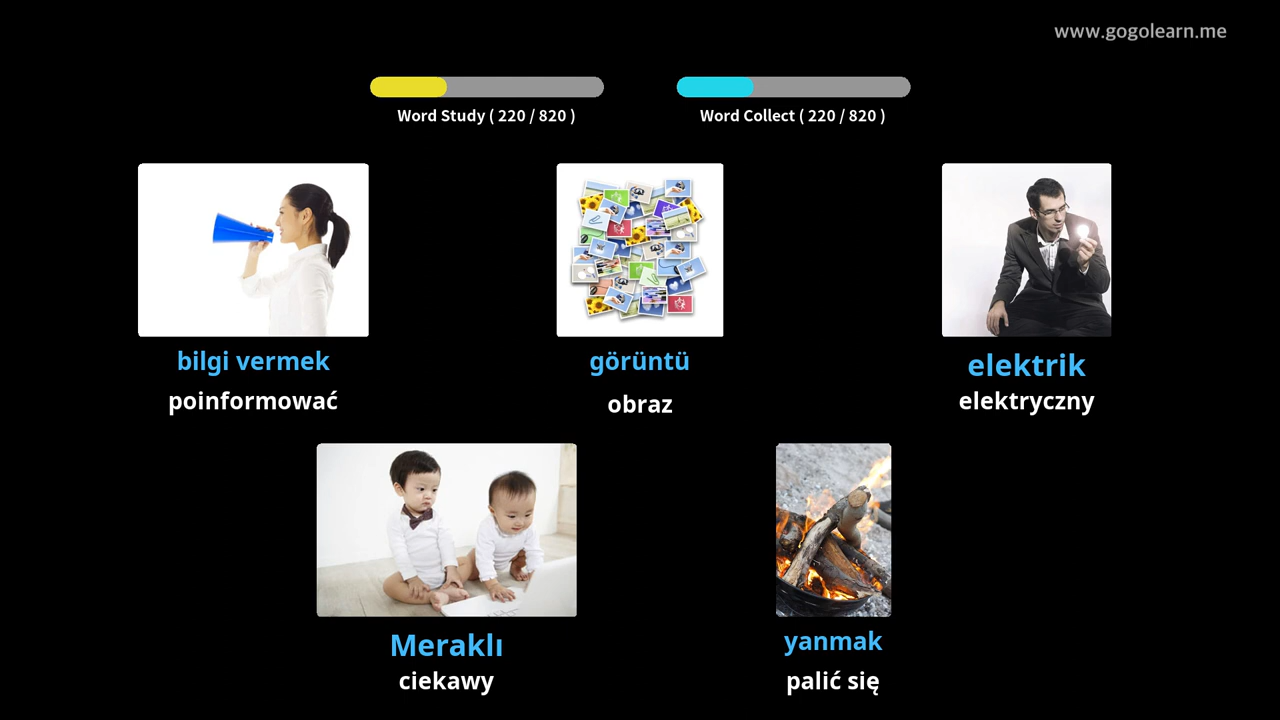 www.gogolearn.me
Word Study ( 220 / 820 )
Word Collect ( 220 / 820 )
bilgi vermek
poinformować
görüntü
obraz
elektrik
elektryczny
Meraklı
ciekawy
yanmak
palić się